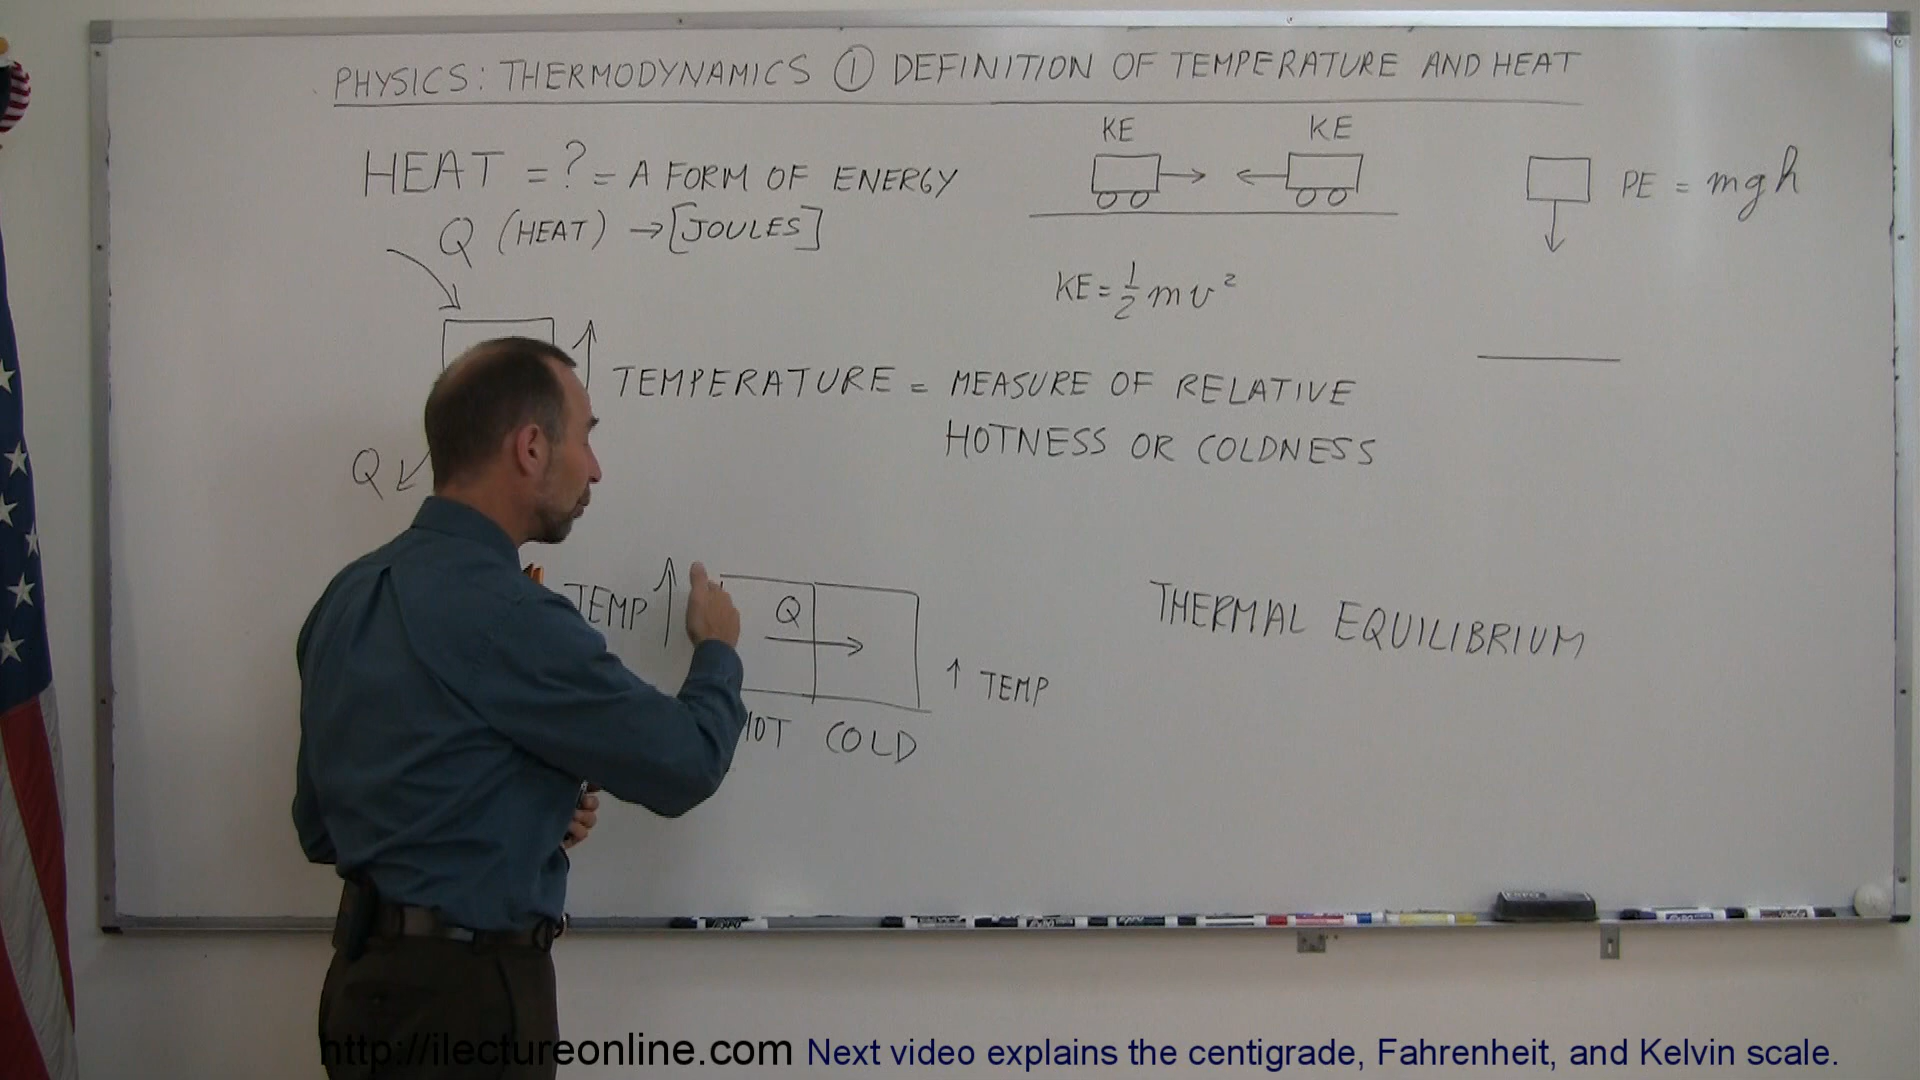 PHYSICS: THERMODYNAMICS ① DEFINITION OF TEMPERATURE AND HEAT
KE KE
HEAT = ? = A FORM OF ENERGY
PE = mgh
Q (HEAT) → [JOULES]
KE = ½ mv²
TEMPERATURE = MEASURE OF RELATIVE
HOTNESS OR COLDNESS
Q
TEMP ↑
Q
THERMAL EQUILIBRIUM
↑ TEMP
HOT COLD
http://ilectureonline.com Next video explains the centigrade, Fahrenheit, and Kelvin scale.